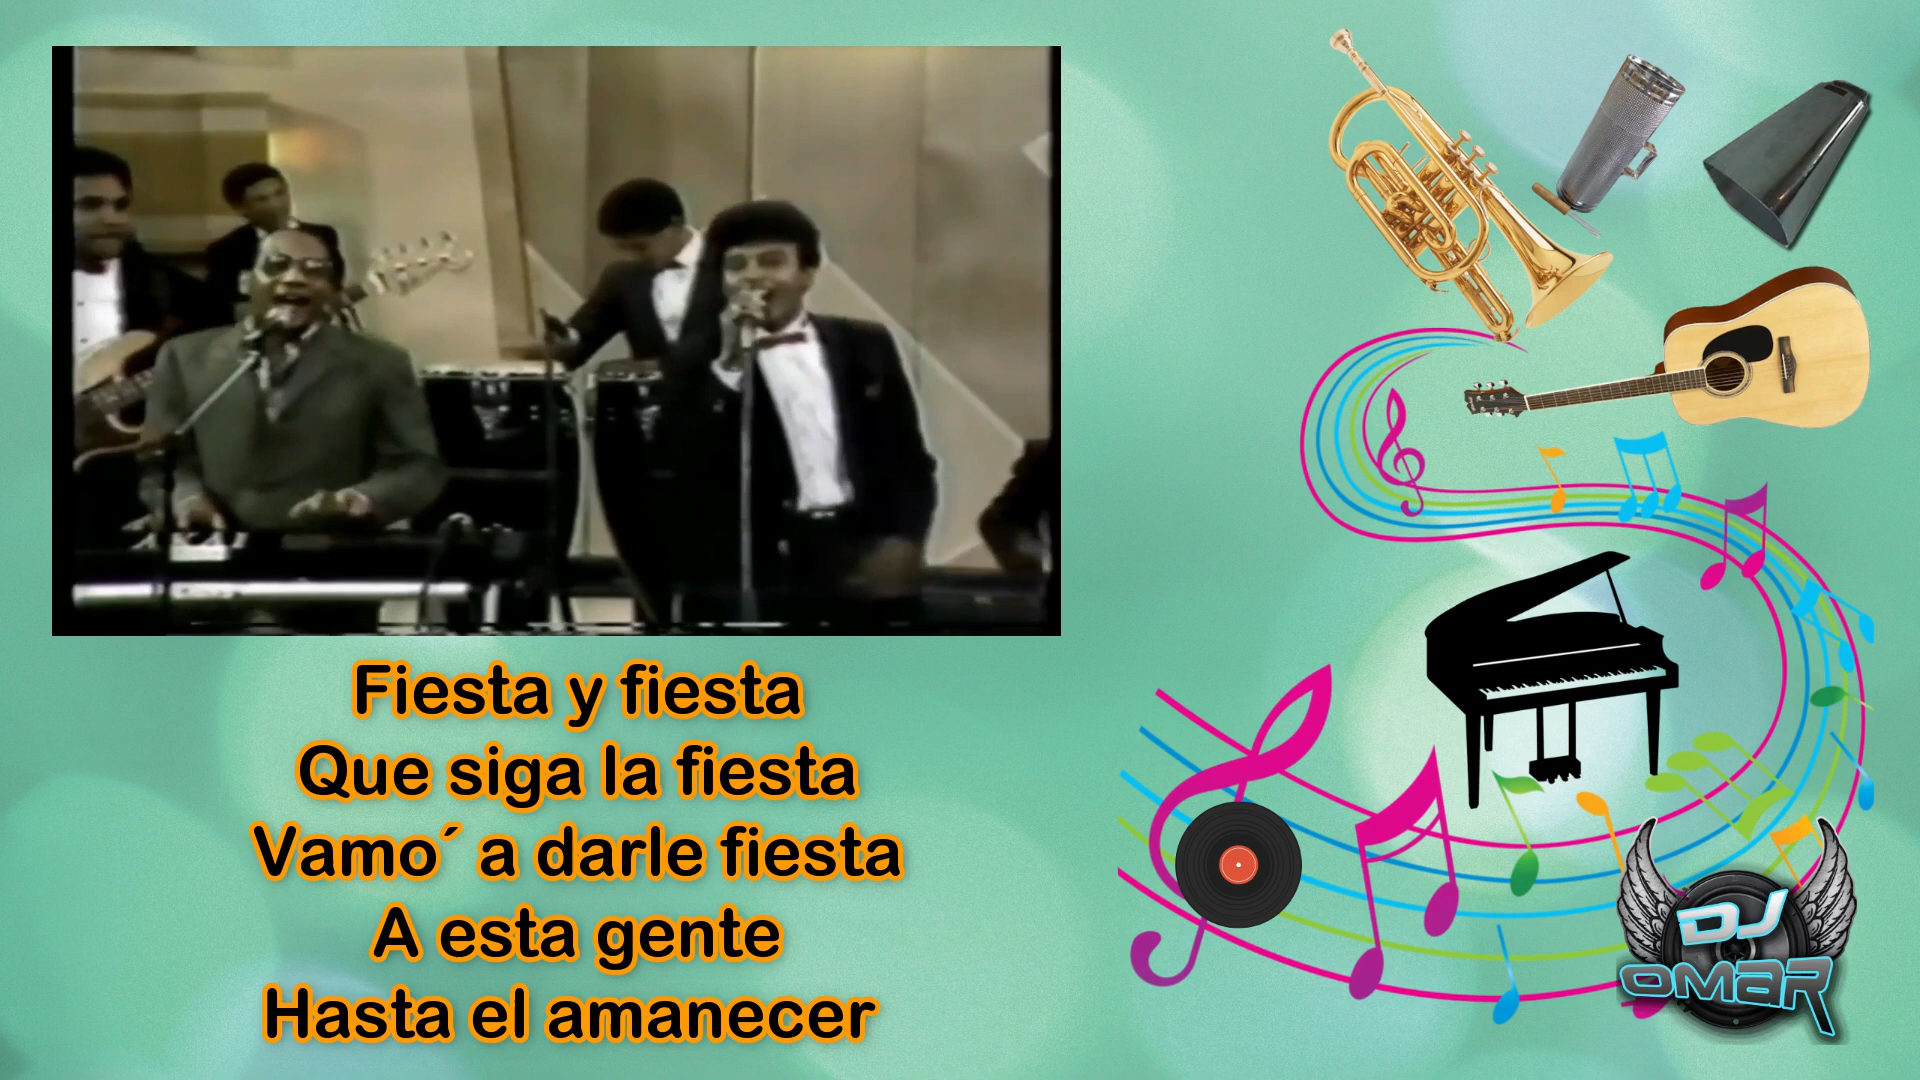 Fiesta y fiesta
Que siga la fiesta
Vamo´ a darle fiesta
A esta gente
Hasta el amanecer
DJ
OMAR